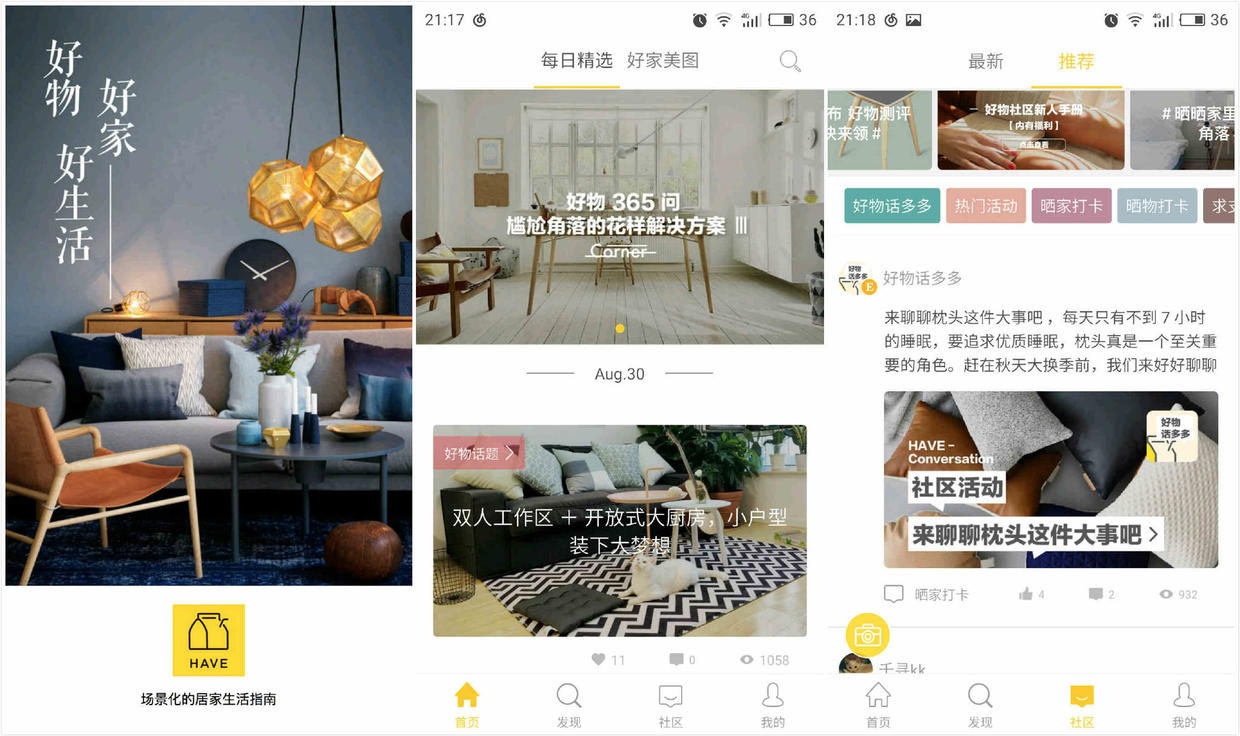 好物
好家
好生活
HAVE
场景化的居家生活指南
21:17
4G
36
每日精选
好家美图
好物 365 问
尴尬角落的花样解决方案
Corner
Aug.30
好物话题
双人工作区 + 开放式大厨房，小户型
装下大梦想
11
0
1058
首页
发现
社区
我的
21:18
4G
36
最新
推荐
布 好物测评
快来领 #
好物社区新人手册
【 内有福利 】
点击查看
# 晒晒家里
角落
好物话多多
热门活动
晒家打卡
晒物打卡
好物
话多多
E
好物话多多
来聊聊枕头这件大事吧 ，每天只有不到 7 小时
的睡眠，要追求优质睡眠，枕头真是一个至关重
要的角色。赶在秋天大换季前，我们来好好聊聊
好物
话多多
HAVE –
Conversation
社区活动
来聊聊枕头这件大事吧
晒家打卡
4
2
932
千寻kk
首页
发现
社区
我的